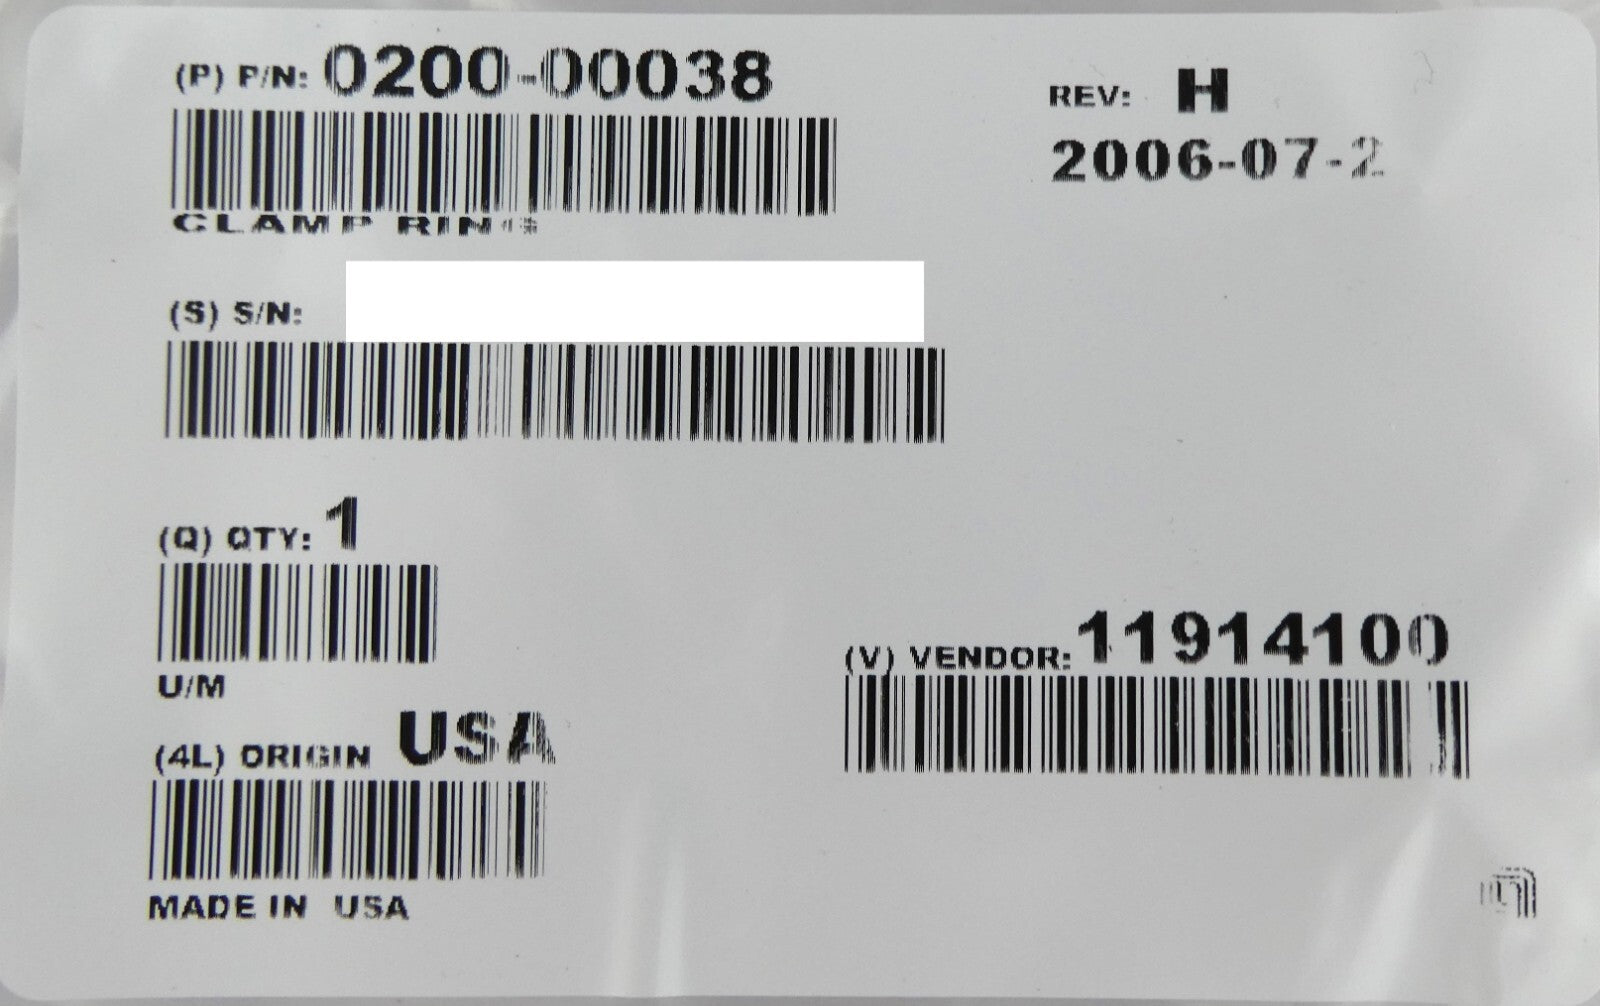 (P) P/N: 0200-00038
REV: H
2006-07-2
CLAMP RING
(S) S/N:
(Q) QTY: 1
U/M
(V) VENDOR: 11914100
(4L) ORIGIN USA
MADE IN USA